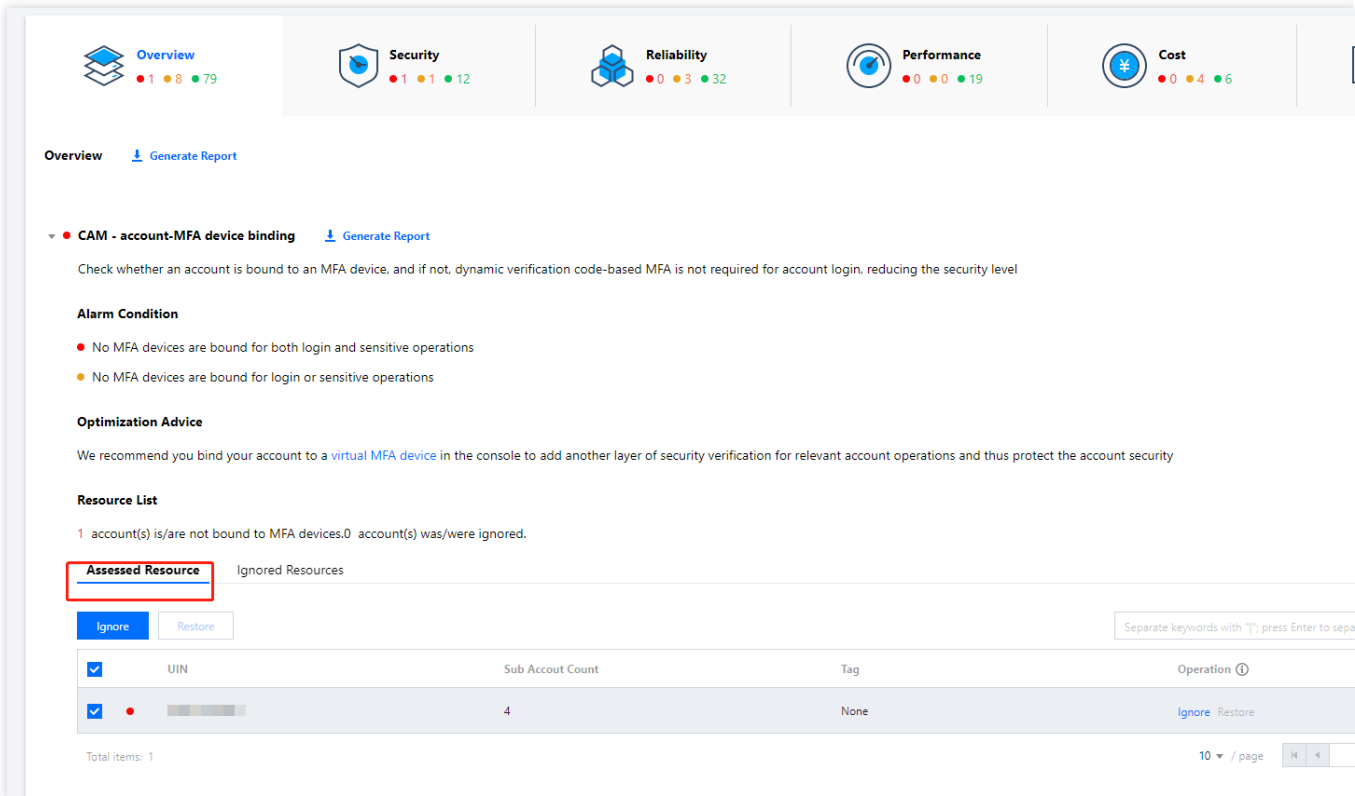 Overview
1 8 79
Security
1 1 12
Reliability
0 3 32
Performance
0 0 19
Cost
¥
0 4 6
Overview Generate Report
CAM - account-MFA device binding Generate Report
Check whether an account is bound to an MFA device, and if not, dynamic verification code-based MFA is not required for account login, reducing the security level
Alarm Condition
No MFA devices are bound for both login and sensitive operations
No MFA devices are bound for login or sensitive operations
Optimization Advice
We recommend you bind your account to a virtual MFA device in the console to add another layer of security verification for relevant account operations and thus protect the account security
Resource List
1 account(s) is/are not bound to MFA devices.0 account(s) was/were ignored.
Assessed Resource Ignored Resources
Ignore Restore
Separate keywords with "|"; press Enter to sepa
UIN Sub Accout Count Tag Operation
4 None Ignore Restore
Total items: 1 10 / page